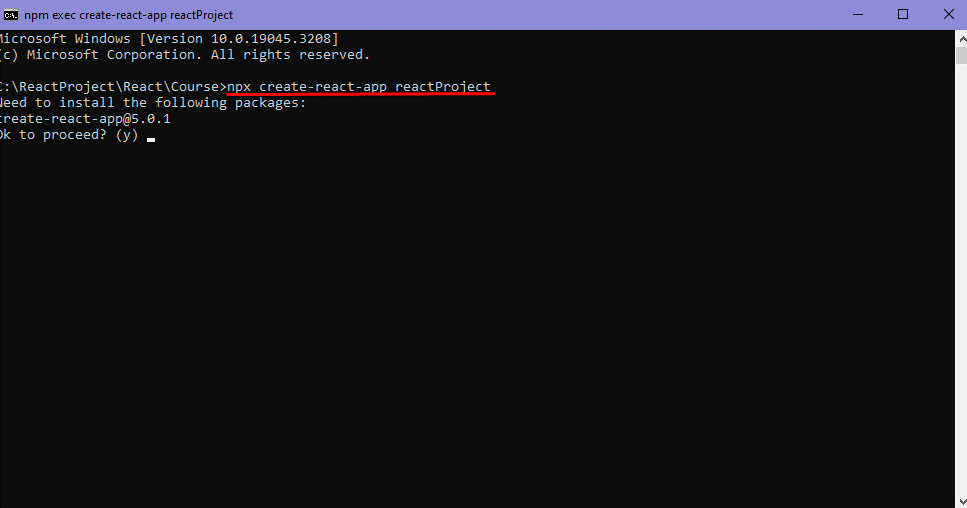 npm exec create-react-app reactProject
Microsoft Windows [Version 10.0.19045.3208]
(c) Microsoft Corporation. All rights reserved.
C:\ReactProject\React\Course>npx create-react-app reactProject
Need to install the following packages:
create-react-app@5.0.1
Ok to proceed? (y)